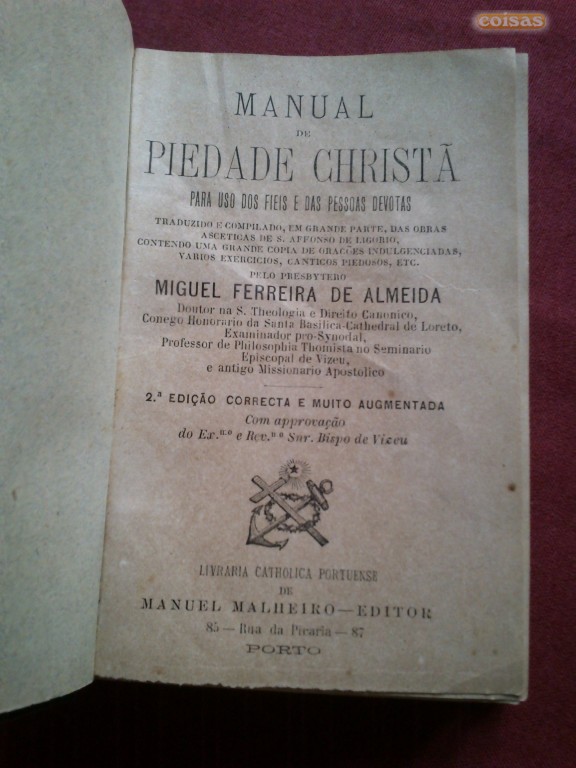 coisas
MANUAL
DE
PIEDADE CHRISTÃ
PARA USO DOS FIEIS E DAS PESSOAS DEVOTAS
TRADUZIDO E COMPILADO, EM GRANDE PARTE, DAS OBRAS
ASCETICAS DE S. AFFONSO DE LIGORIO,
CONTENDO UMA GRANDE COPIA DE ORAÇÕES INDULGENCIADAS,
VARIOS EXERCICIOS, CANTICOS PIEDOSOS, ETC.
PELO PRESBYTERO
MIGUEL FERREIRA DE ALMEIDA
Doutor na S. Theologia e Direito Canonico,
Conego Honorario da Santa Basilica-Cathedral de Loreto,
Examinador pro-Synodal,
Professor de Philosophia Thomista no Seminario
Episcopal de Vizeu,
e antigo Missionario Apostolico
2.ª EDIÇÃO CORRECTA E MUITO AUGMENTADA
Com approvação
do Ex.ᵐᵒ e Rev.ᵐᵒ Snr. Bispo de Vizeu
LIVRARIA CATHOLICA PORTUENSE
DE
MANUEL MALHEIRO—EDITOR
85 — Rua da Picaria — 87
PORTO